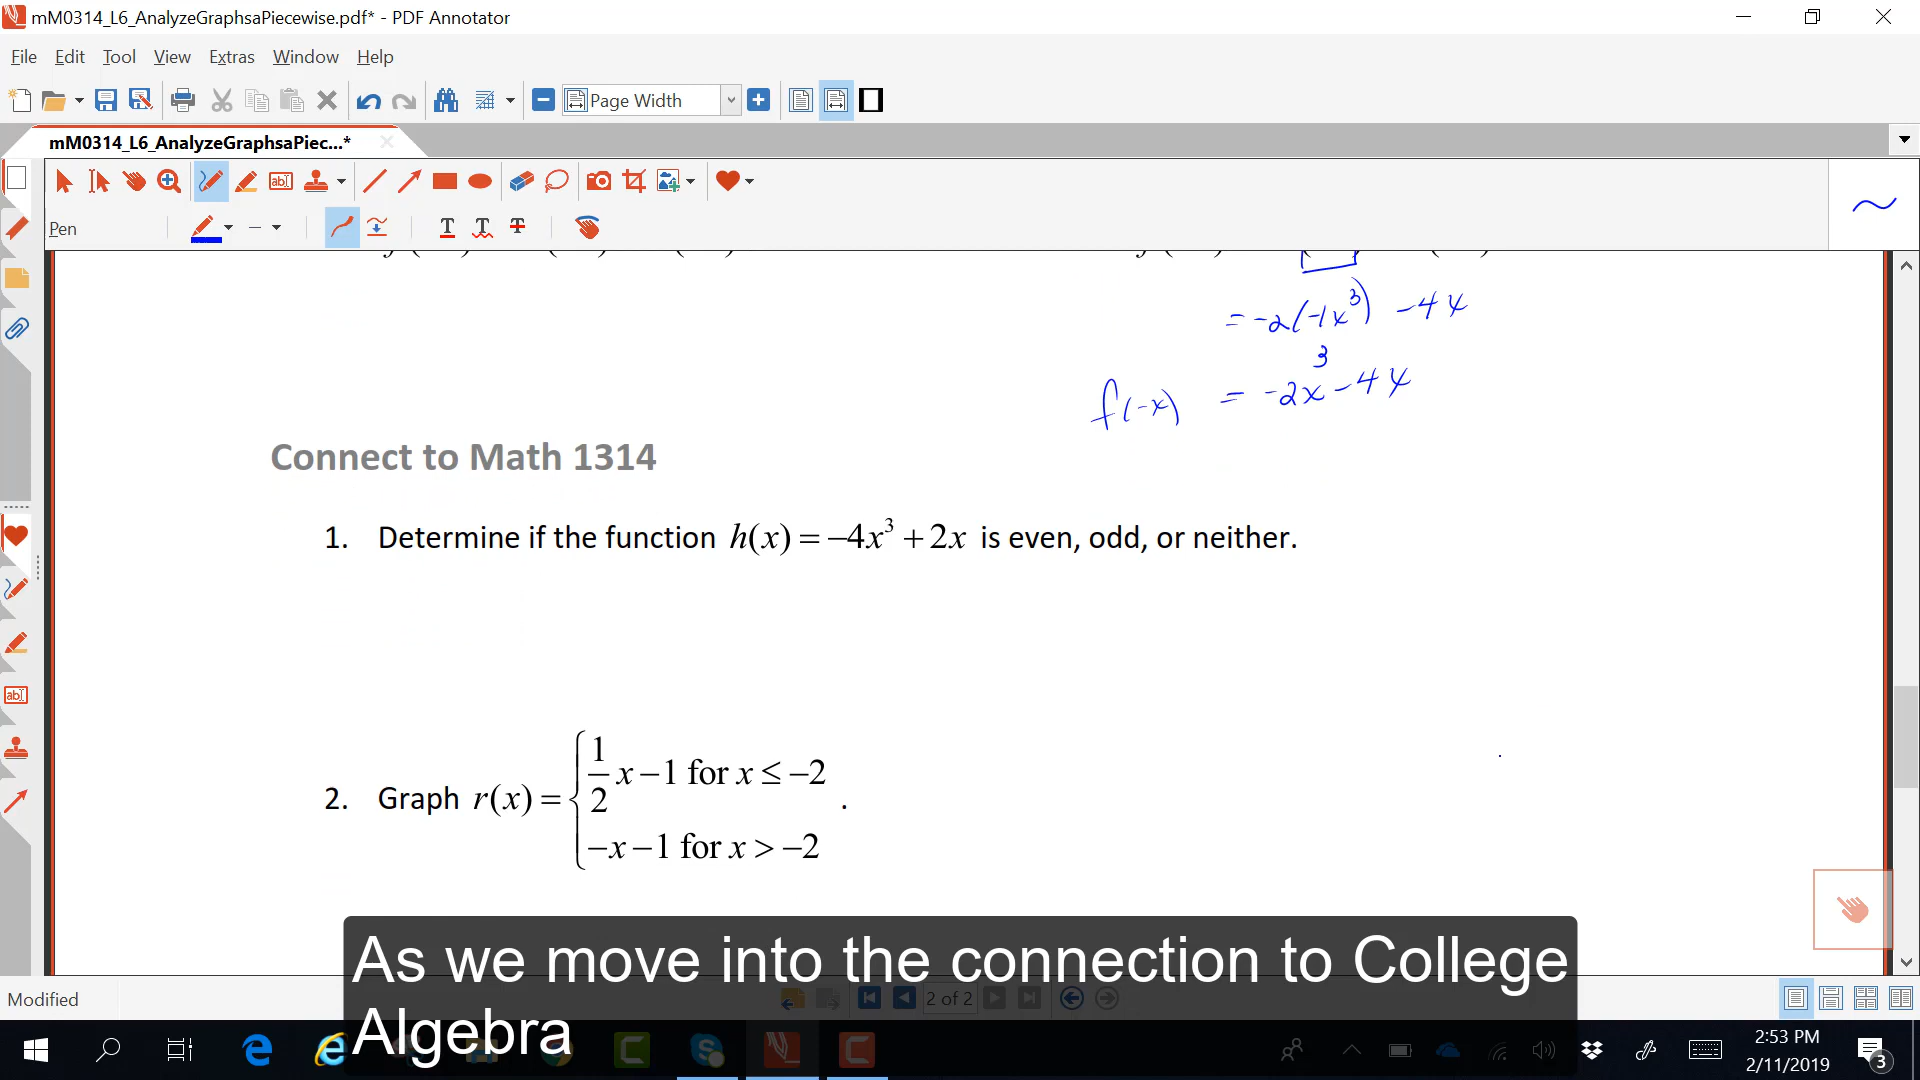 mM0314_L6_AnalyzeGraphsaPiecewise.pdf* - PDF Annotator
File Edit Tool View Extras Window Help
Page Width
mM0314_L6_AnalyzeGraphsaPiec...*
Pen
= -2(-1x³) -4x
f(-x) = -2x³ -4x
Connect to Math 1314
1. Determine if the function h(x) = −4x³ + 2x is even, odd, or neither.
2. Graph r(x) = { 1/2 x − 1 for x ≤ −2
−x − 1 for x > −2 .
As we move into the connection to College
Algebra
Modified
2 of 2
2:53 PM
2/11/2019
3